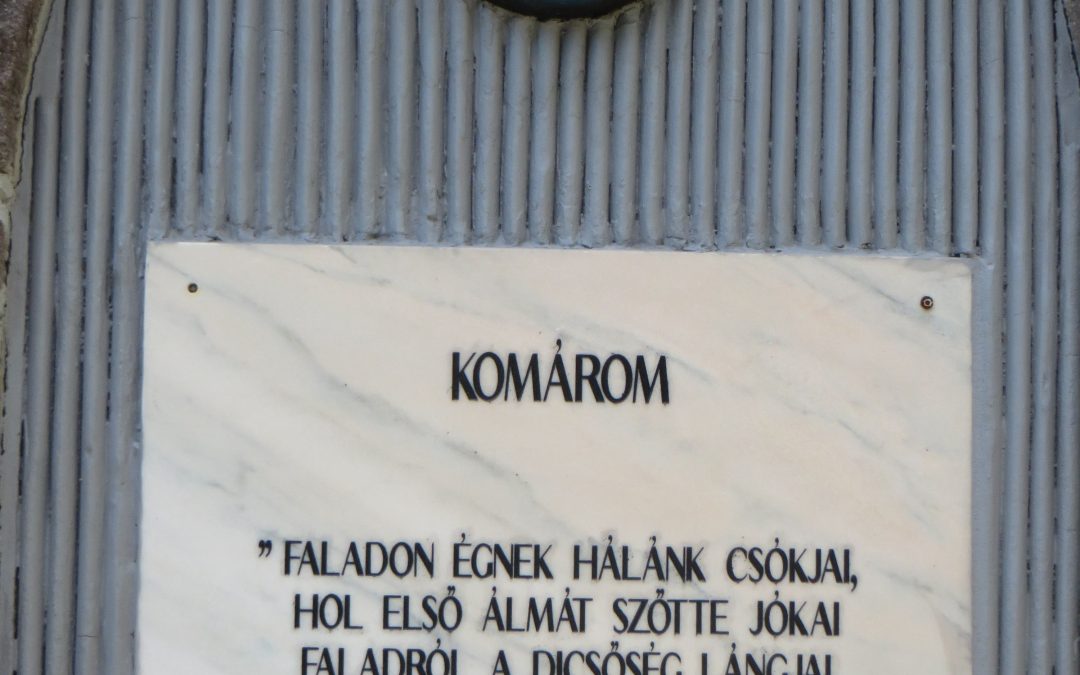 KOMÁROM
” FALADON ÉGNEK HÁLÁNK CSÓKJAI,
HOL ELSŐ ÁLMÁT SZŐTTE JÓKAI
FALADRÓL A DICSŐSÉG LÁNGJAI